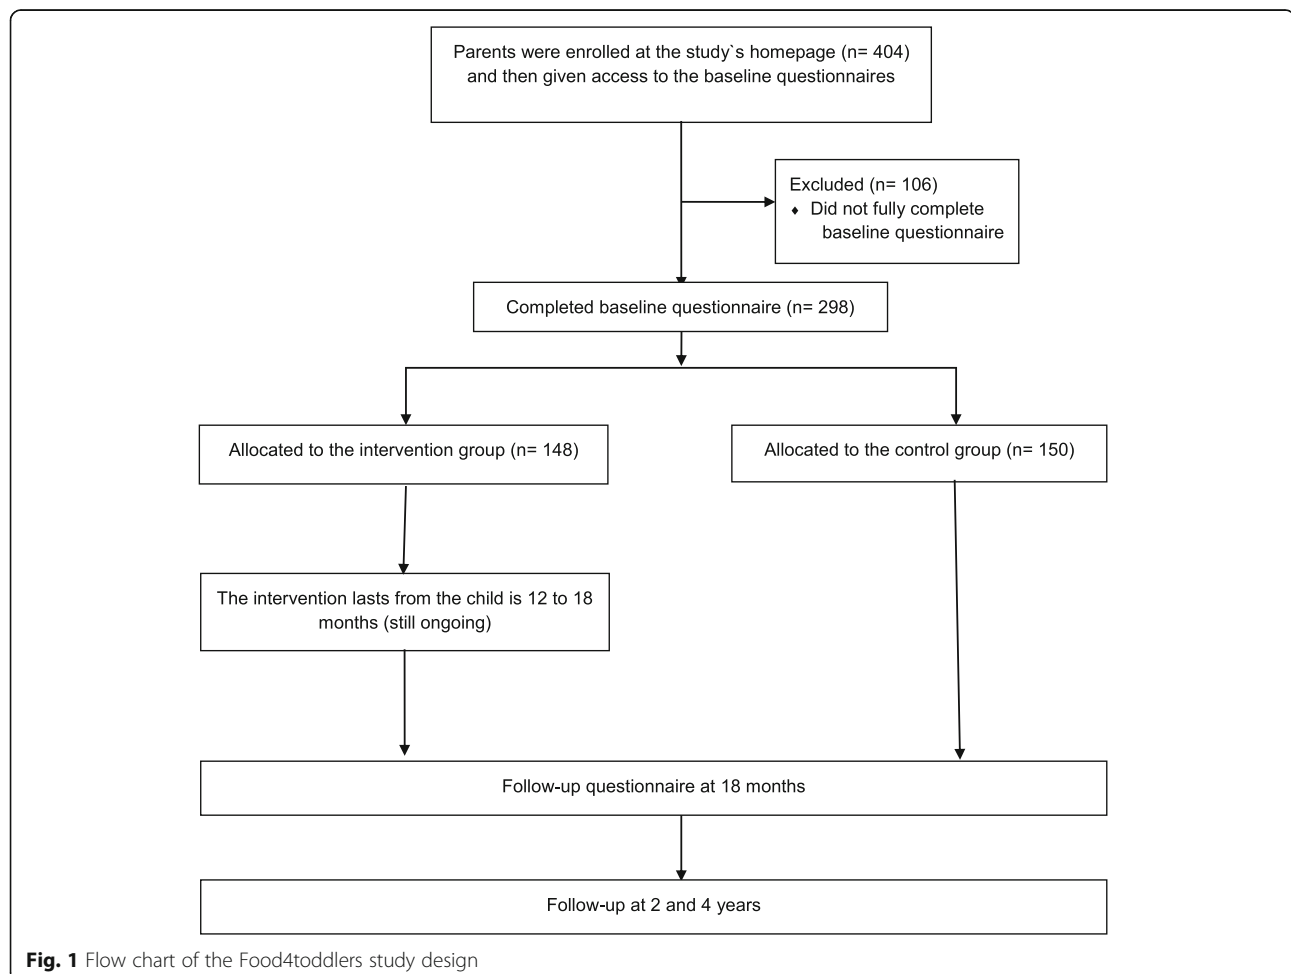 Parents were enrolled at the study`s homepage (n= 404)
and then given access to the baseline questionnaires
Excluded (n= 106)
♦ Did not fully complete
baseline questionnaire
Completed baseline questionnaire (n= 298)
Allocated to the intervention group (n= 148)
Allocated to the control group (n= 150)
The intervention lasts from the child is 12 to 18
months (still ongoing)
Follow-up questionnaire at 18 months
Follow-up at 2 and 4 years
Fig. 1 Flow chart of the Food4toddlers study design